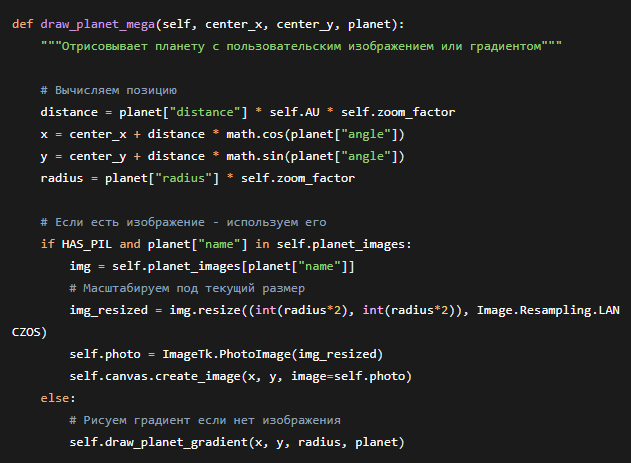 def draw_planet_mega(self, center_x, center_y, planet):
    """Отрисовывает планету с пользовательским изображением или градиентом"""
    # Вычисляем позицию
    distance = planet["distance"] * self.AU * self.zoom_factor
    x = center_x + distance * math.cos(planet["angle"])
    y = center_y + distance * math.sin(planet["angle"])
    radius = planet["radius"] * self.zoom_factor
    # Если есть изображение - используем его
    if HAS_PIL and planet["name"] in self.planet_images:
        img = self.planet_images[planet["name"]]
        # Масштабируем под текущий размер
        img_resized = img.resize((int(radius*2), int(radius*2)), Image.Resampling.LAN
CZOS)
        self.photo = ImageTk.PhotoImage(img_resized)
        self.canvas.create_image(x, y, image=self.photo)
    else:
        # Рисуем градиент если нет изображения
        self.draw_planet_gradient(x, y, radius, planet)